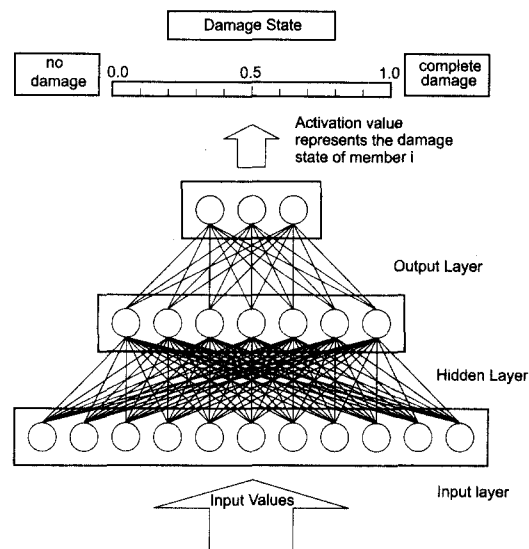 Damage State
no
damage
0.0
0.5
1.0
complete
damage
Activation value
represents the damage
state of member i
Output Layer
Hidden Layer
Input layer
Input Values